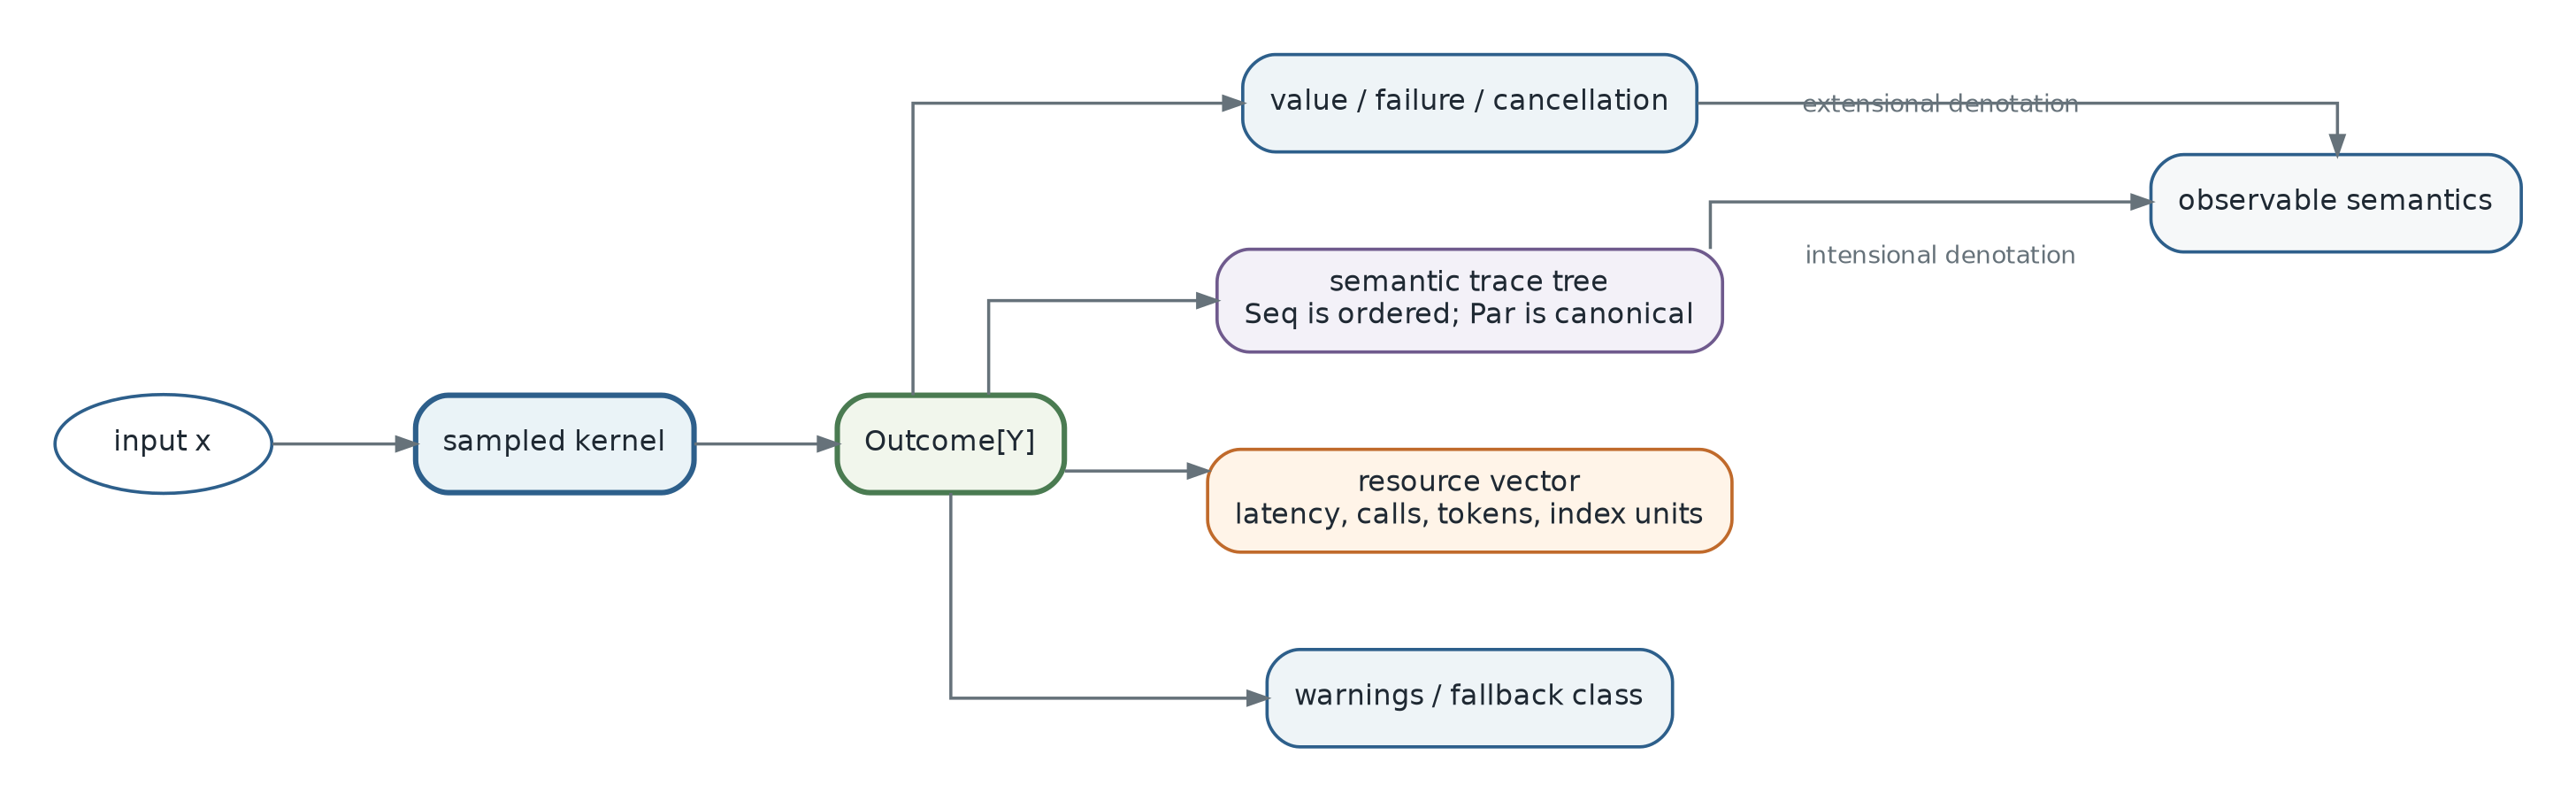 value / failure / cancellation
extensional denotation
observable semantics
semantic trace tree
Seq is ordered; Par is canonical
intensional denotation
input x
sampled kernel
Outcome[Y]
resource vector
latency, calls, tokens, index units
warnings / fallback class